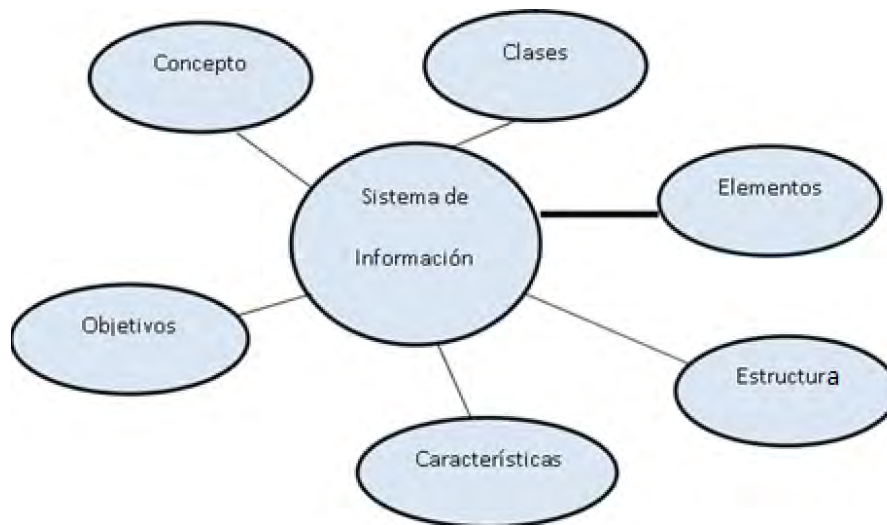 Concepto
Clases
Sistema de
Información
Elementos
Objetivos
Estructura
Características